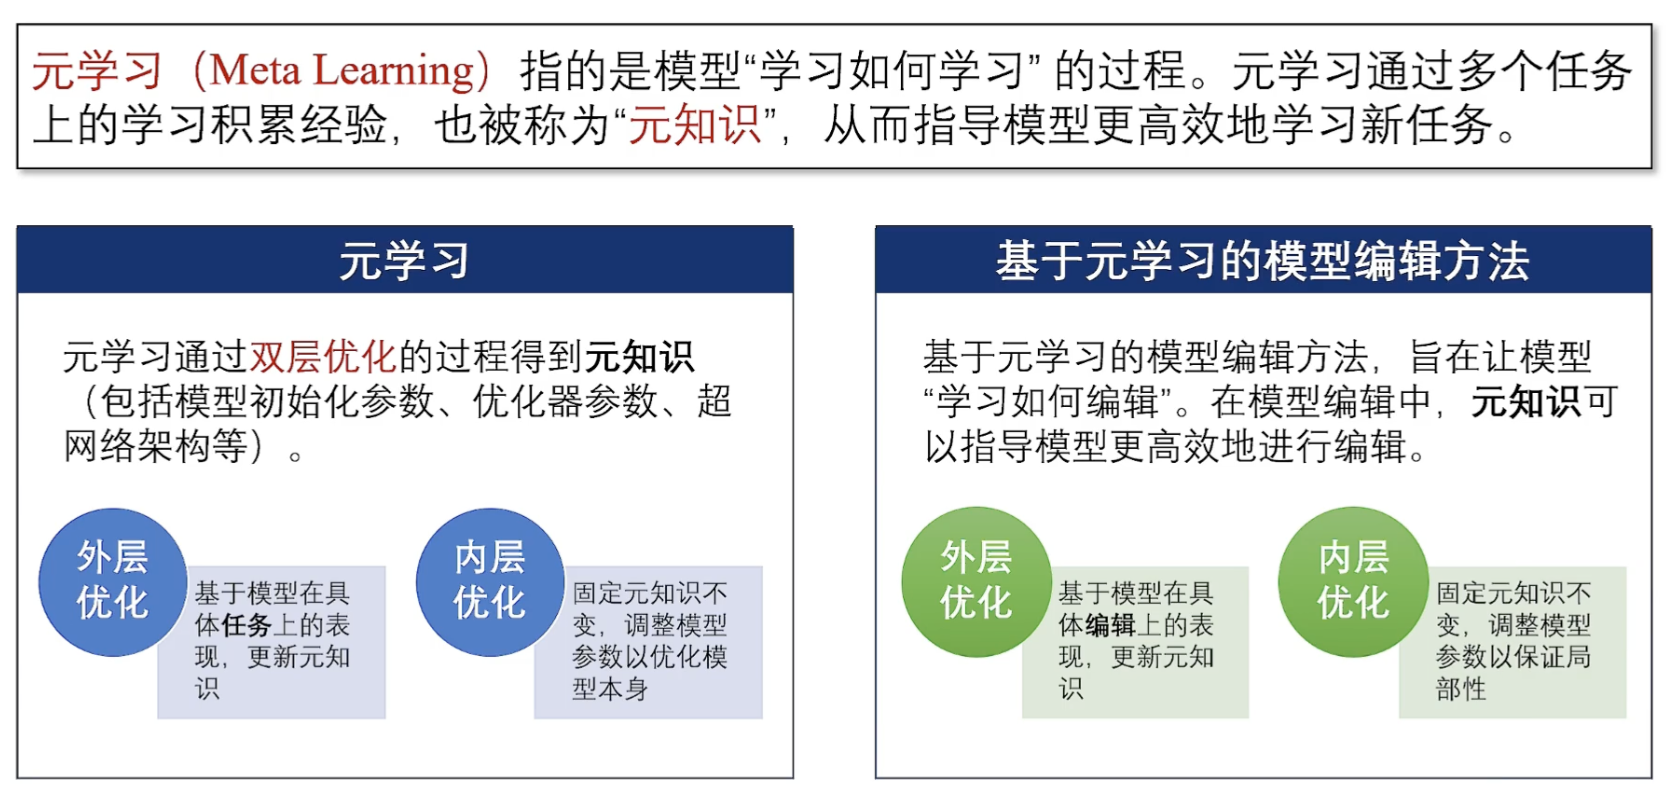 元学习（Meta Learning）指的是模型“学习如何学习” 的过程。元学习通过多个任务
上的学习积累经验，也被称为“元知识”，从而指导模型更高效地学习新任务。
元学习
元学习通过双层优化的过程得到元知识
（包括模型初始化参数、优化器参数、超
网络架构等）。
外层
优化
基于模型在具
体任务上的表
现，更新元知
识
内层
优化
固定元知识不
变，调整模型
参数以优化模
型本身
基于元学习的模型编辑方法
基于元学习的模型编辑方法，旨在让模型
“学习如何编辑”。在模型编辑中，元知识可
以指导模型更高效地进行编辑。
外层
优化
基于模型在具
体编辑上的表
现，更新元知
识
内层
优化
固定元知识不
变，调整模型
参数以保证局
部性